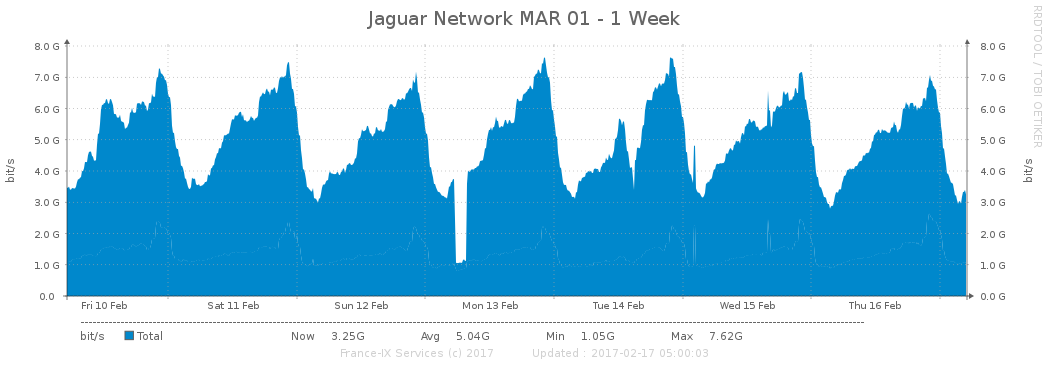 Jaguar Network MAR 01 - 1 Week
RRDTOOL / TOBI OETIKER
bit/s
8.0 G 8.0 G
7.0 G 7.0 G
6.0 G 6.0 G
5.0 G 5.0 G
4.0 G 4.0 G
3.0 G 3.0 G
2.0 G 2.0 G
1.0 G 1.0 G
0.0 0.0 G
bit/s
Fri 10 Feb Sat 11 Feb Sun 12 Feb Mon 13 Feb Tue 14 Feb Wed 15 Feb Thu 16 Feb
bit/s Total Now 3.25G Avg 5.04G Min 1.05G Max 7.62G
France-IX Services (c) 2017 Updated : 2017-02-17 05:00:03